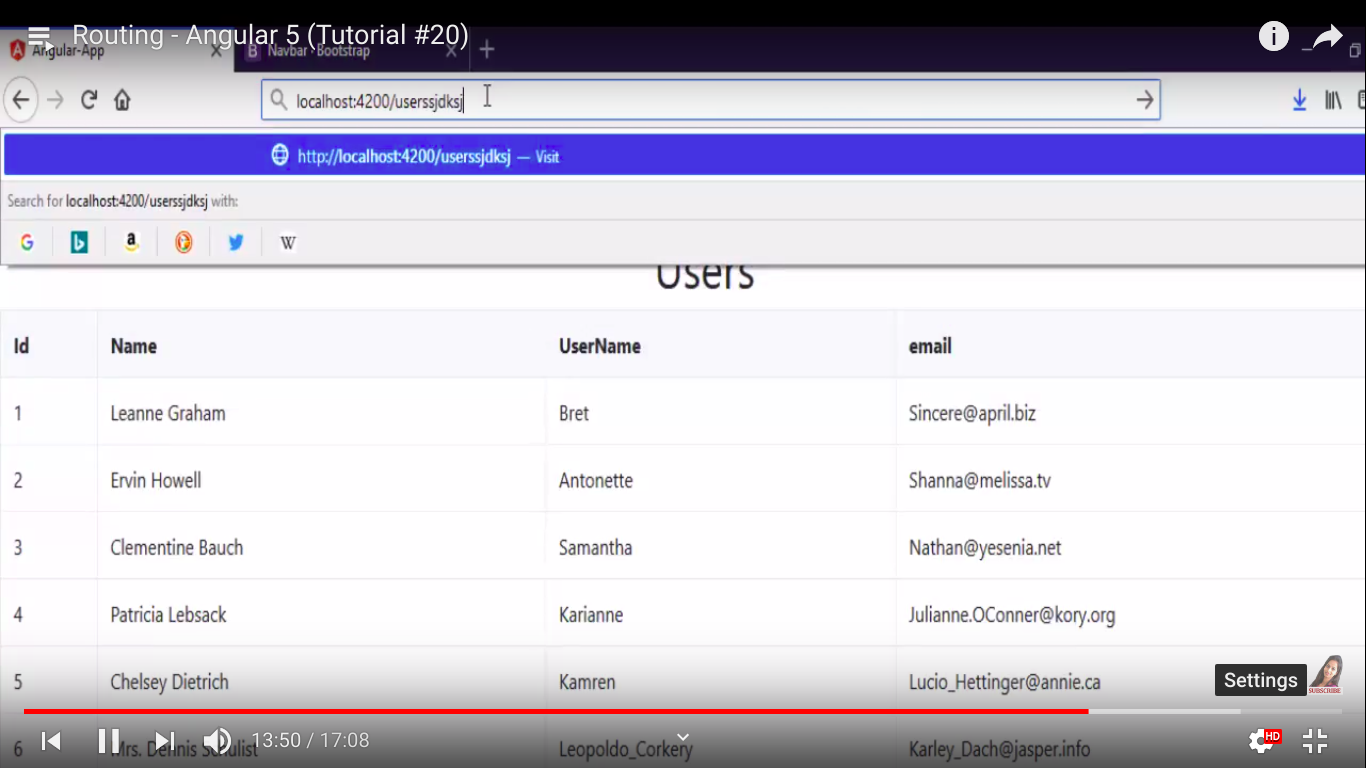 Routing - Angular 5 (Tutorial #20)
Angular-App
Navbar · Bootstrap
localhost:4200/userssjdksj
http://localhost:4200/userssjdksj — Visit
Search for localhost:4200/userssjdksj with:
Users
Id Name UserName email
1 Leanne Graham Bret Sincere@april.biz
2 Ervin Howell Antonette Shanna@melissa.tv
3 Clementine Bauch Samantha Nathan@yesenia.net
4 Patricia Lebsack Karianne Julianne.OConner@kory.org
5 Chelsey Dietrich Kamren Lucio_Hettinger@annie.ca
Settings
SUBSCRIBE
6 Mrs. Dennis Schulist Leopoldo_Corkery Karley_Dach@jasper.info
13:50 / 17:08
HD